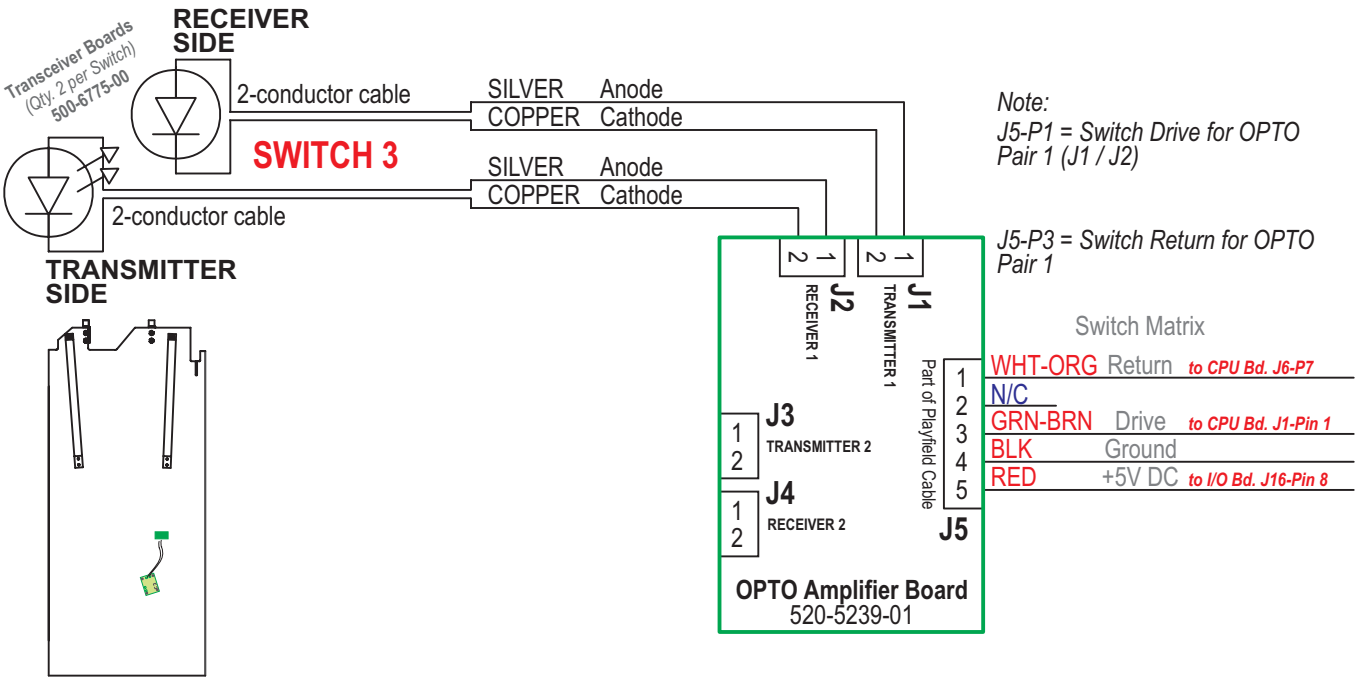 Transceiver Boards
(Qty. 2 per Switch)
500-6775-00
RECEIVER
SIDE
2-conductor cable
SWITCH 3
2-conductor cable
TRANSMITTER
SIDE
SILVER Anode
COPPER Cathode
SILVER Anode
COPPER Cathode
Note:
J5-P1 = Switch Drive for OPTO
Pair 1 (J1 / J2)
J5-P3 = Switch Return for OPTO
Pair 1
2 1
J2
RECEIVER 1
2 1
J1
TRANSMITTER 1
1
2
J3
TRANSMITTER 2
1
2
J4
RECEIVER 2
Part of Playfield Cable
1
2
3
4
5
J5
OPTO Amplifier Board
520-5239-01
Switch Matrix
WHT-ORG Return to CPU Bd. J6-P7
N/C
GRN-BRN Drive to CPU Bd. J1-Pin 1
BLK Ground
RED +5V DC to I/O Bd. J16-Pin 8